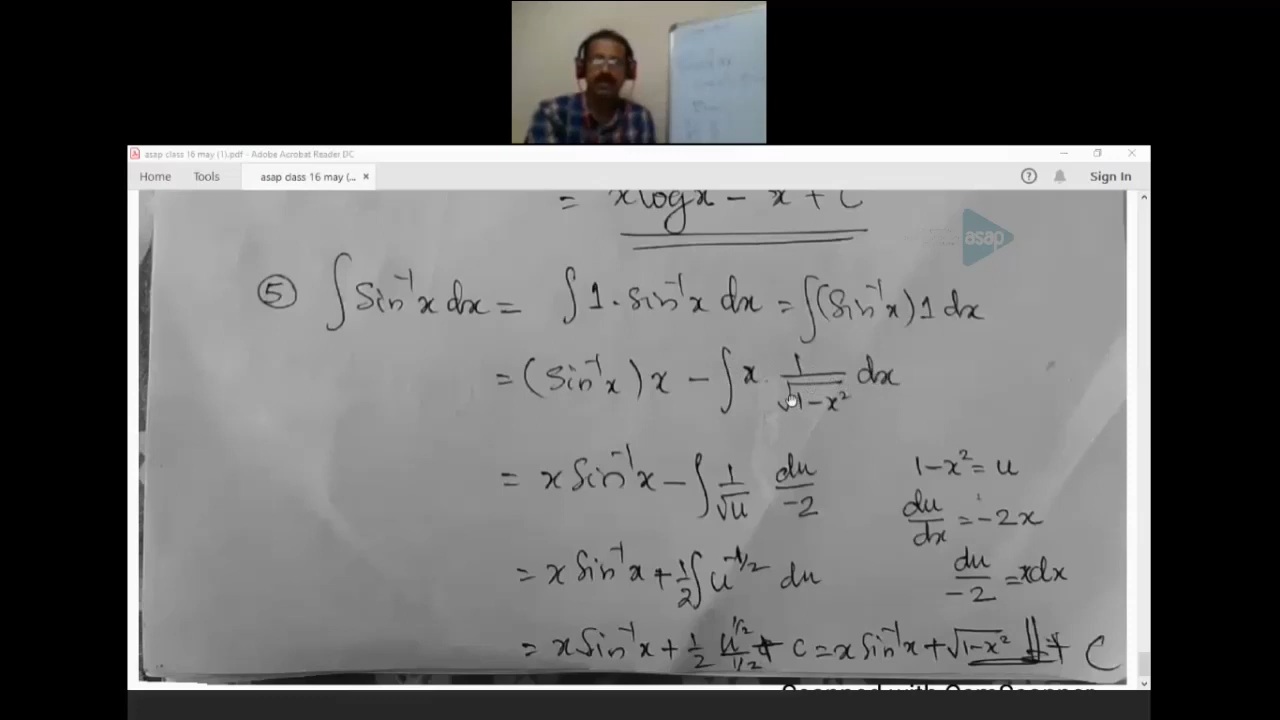 asap class 16 may (1).pdf - Adobe Acrobat Reader DC
Home Tools asap class 16 may (... × ? Sign In
= xlogx - x + C
asap
⑤ ∫ Sin⁻¹x dx = ∫ 1 · sin⁻¹x dx = ∫(Sin⁻¹x) 1 dx
= (Sin⁻¹x) x - ∫ x · 1/√(1-x²) dx
= x Sin⁻¹x - ∫ 1/√u du/-2
1-x² = u
du/dx = -2x
= x Sin⁻¹x + 1/2 ∫ u^(-1/2) du
du/-2 = xdx
= x Sin⁻¹x + 1/2 u^(1/2)/(1/2) + C = x Sin⁻¹x + √(1-x²) + C